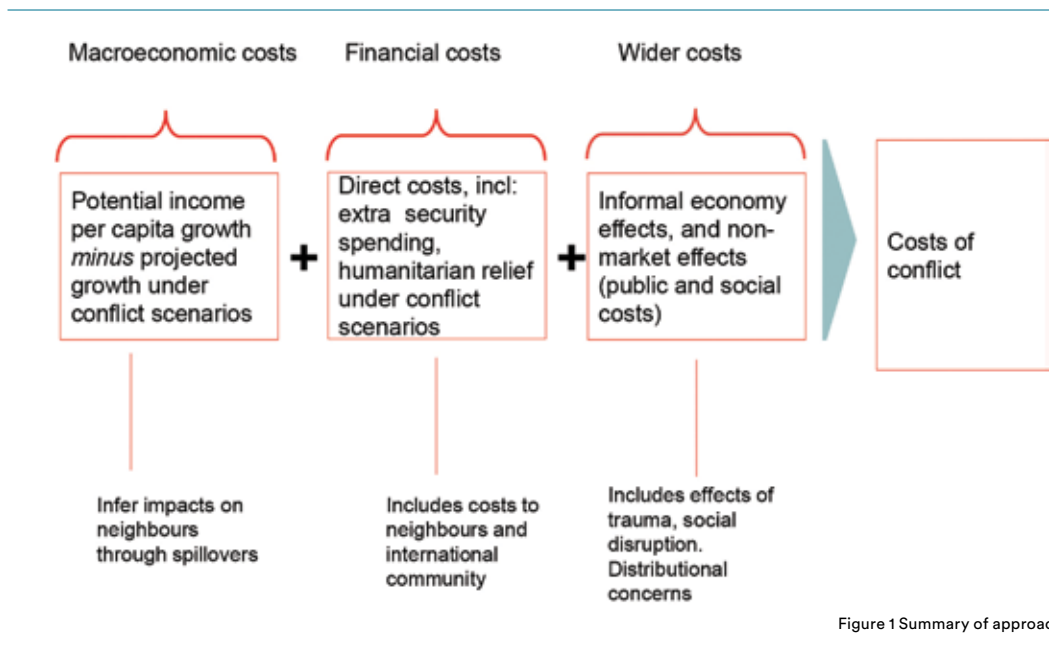 Macroeconomic costs
Financial costs
Wider costs
Potential income
per capita growth
minus projected
growth under
conflict scenarios
+
Direct costs, incl:
extra security
spending,
humanitarian relief
under conflict
scenarios
+
Informal economy
effects, and non-
market effects
(public and social
costs)
Costs of
conflict
Infer impacts on
neighbours
through spillovers
Includes costs to
neighbours and
international
community
Includes effects of
trauma, social
disruption.
Distributional
concerns
Figure 1 Summary of approac